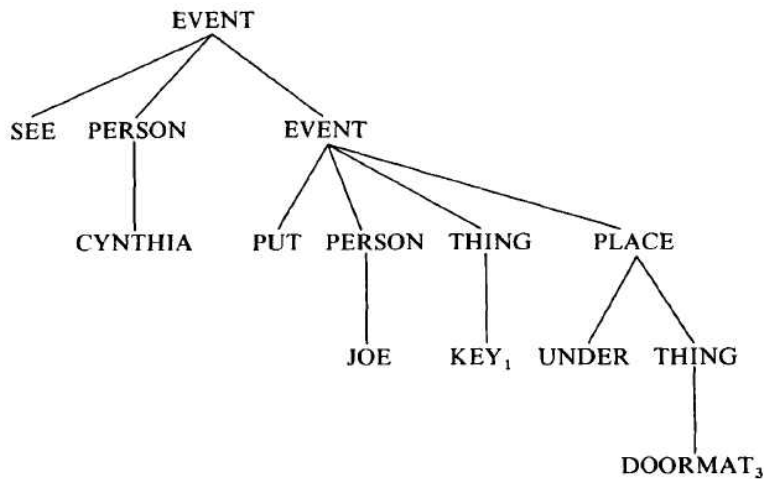 EVENT
SEE PERSON EVENT
CYNTHIA PUT PERSON THING PLACE
JOE KEY₁ UNDER THING
DOORMAT₃